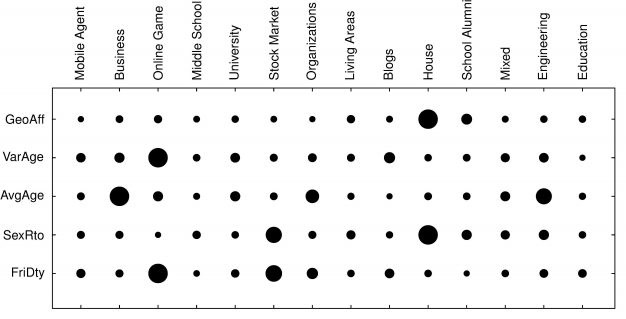 Mobile Agent
Business
Online Game
Middle School
University
Stock Market
Organizations
Living Areas
Blogs
House
School Alumni
Mixed
Engineering
Education
GeoAff
VarAge
AvgAge
SexRto
FriDty